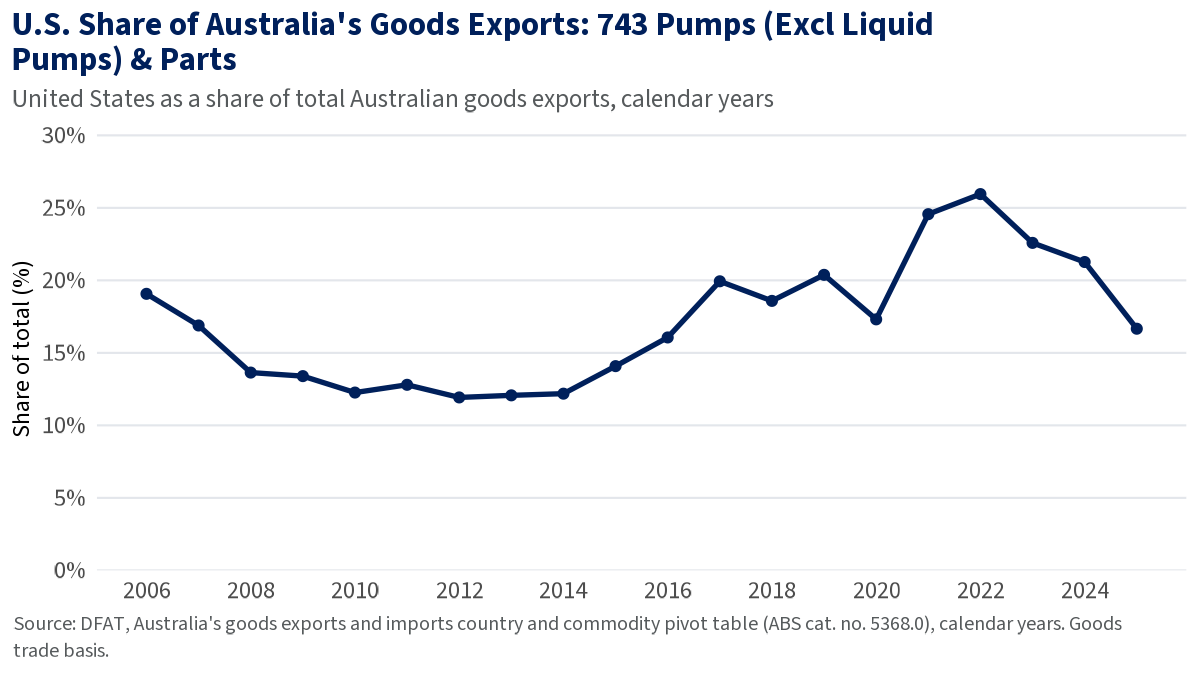 U.S. Share of Australia's Goods Exports: 743 Pumps (Excl Liquid
Pumps) & Parts
United States as a share of total Australian goods exports, calendar years
Share of total (%)
30%
25%
20%
15%
10%
5%
0%
2006 2008 2010 2012 2014 2016 2018 2020 2022 2024
Source: DFAT, Australia's goods exports and imports country and commodity pivot table (ABS cat. no. 5368.0), calendar years. Goods
trade basis.